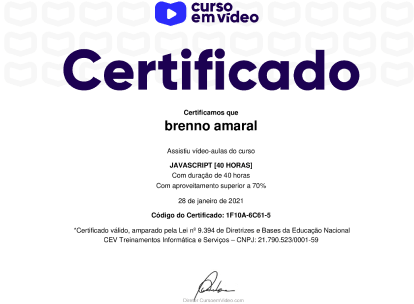 curso
em vídeo
Certificado
Certificamos que
brenno amaral
Assistiu vídeo-aulas do curso
JAVASCRIPT [40 HORAS]
Com duração de 40 horas
Com aproveitamento superior a 70%
28 de janeiro de 2021
Código do Certificado: 1F10A-6C61-5
*Certificado válido, amparado pela Lei nº 9.394 de Diretrizes e Bases da Educação Nacional
CEV Treinamentos Informática e Serviços – CNPJ: 21.790.523/0001-59
Diretor CursoemVideo.com